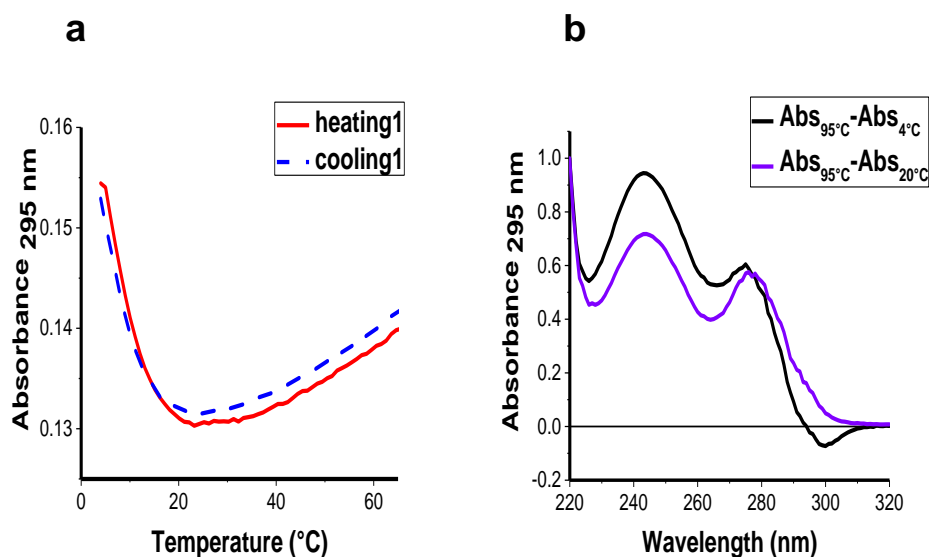 a
heating1
cooling1
0.16
0.15
0.14
0.13
Absorbance 295 nm
0
20
40
60
Temperature (°C)
b
Abs95°C-Abs4°C
Abs95°C-Abs20°C
1.0
0.8
0.6
0.4
0.2
0.0
-0.2
Absorbance 295 nm
220
240
260
280
300
320
Wavelength (nm)